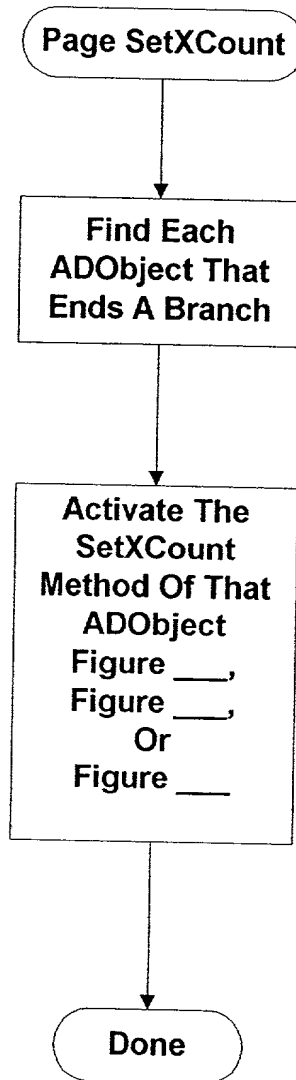 Page SetXCount
Find Each
ADObject That
Ends A Branch
Activate The
SetXCount
Method Of That
ADObject
Figure ___,
Figure ___,
Or
Figure ___
Done